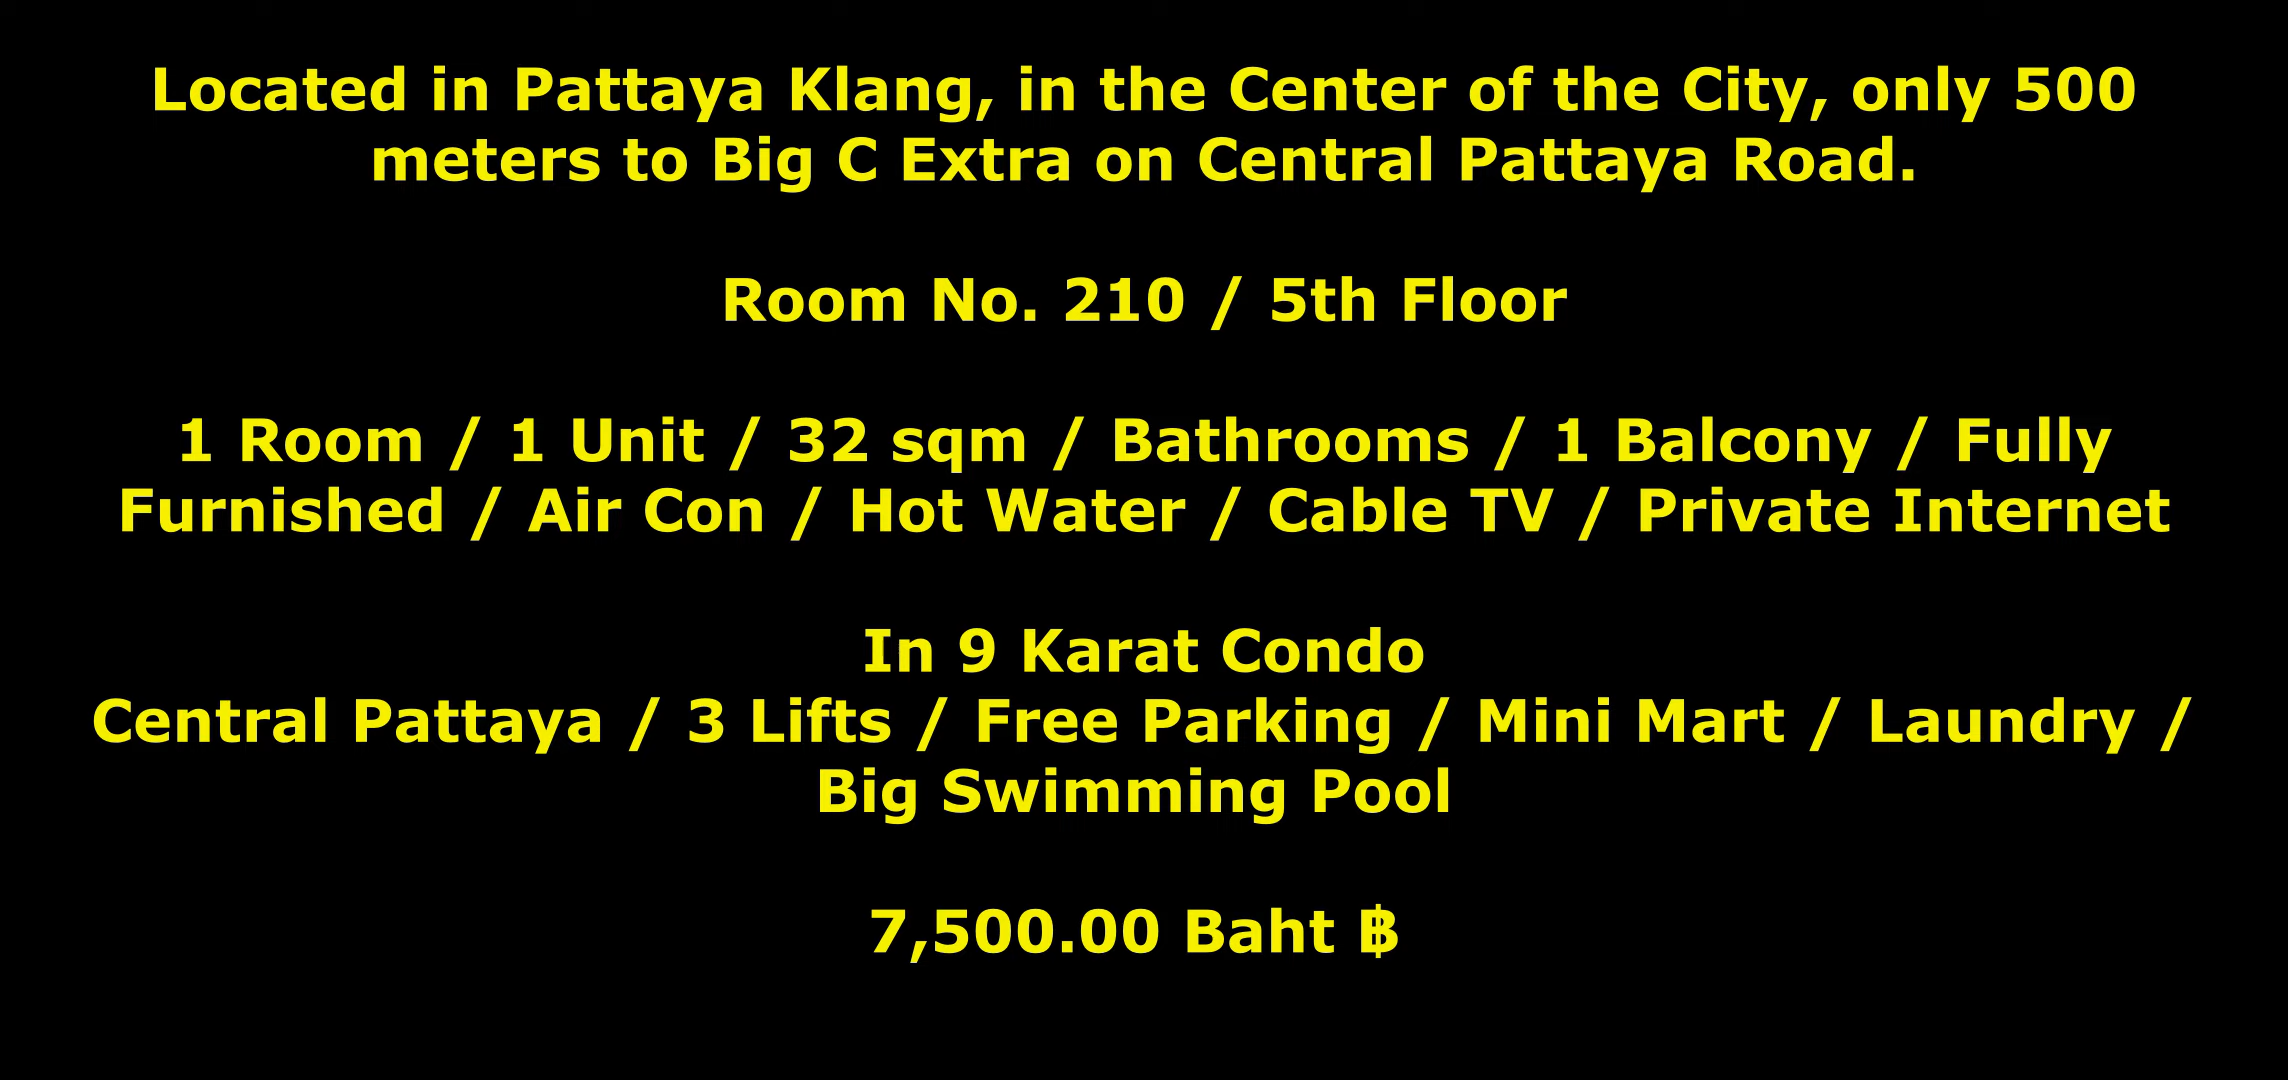 Located in Pattaya Klang, in the Center of the City, only 500
meters to Big C Extra on Central Pattaya Road.
Room No. 210 / 5th Floor
1 Room / 1 Unit / 32 sqm / Bathrooms / 1 Balcony / Fully
Furnished / Air Con / Hot Water / Cable TV / Private Internet
In 9 Karat Condo
Central Pattaya / 3 Lifts / Free Parking / Mini Mart / Laundry /
Big Swimming Pool
7,500.00 Baht ฿